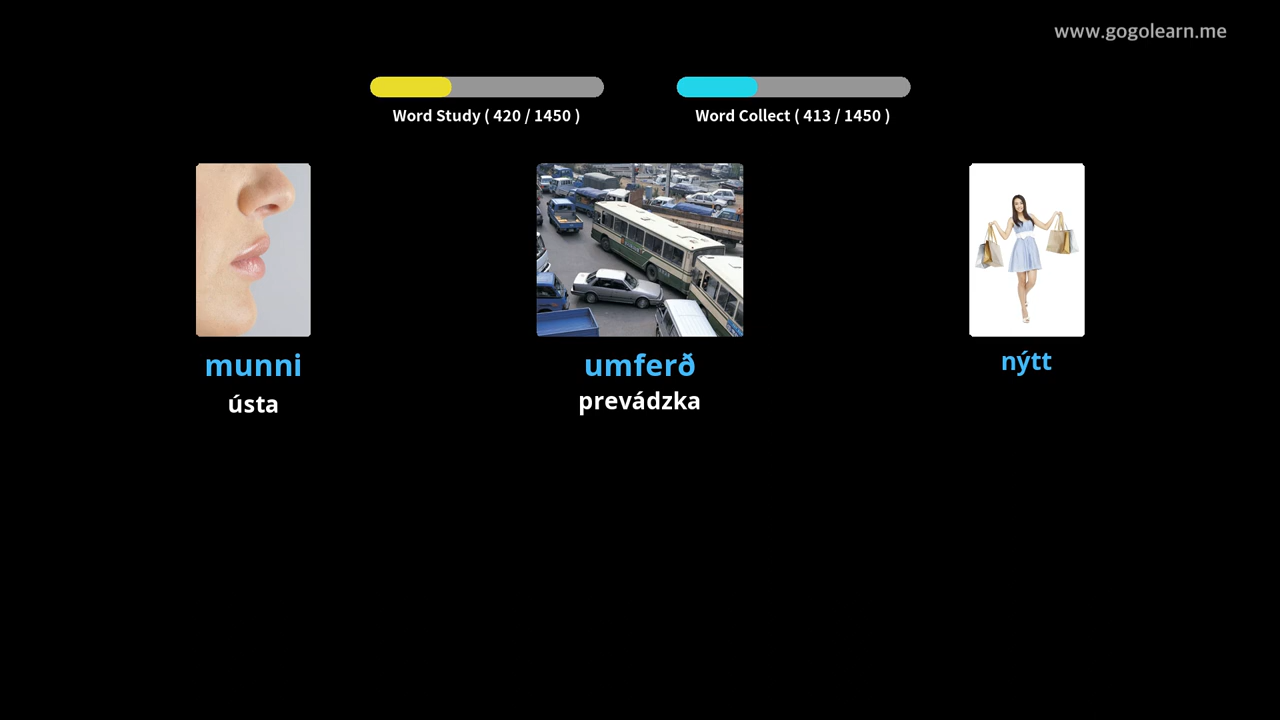 www.gogolearn.me
Word Study ( 420 / 1450 )
Word Collect ( 413 / 1450 )
munni
ústa
umferð
prevádzka
nýtt